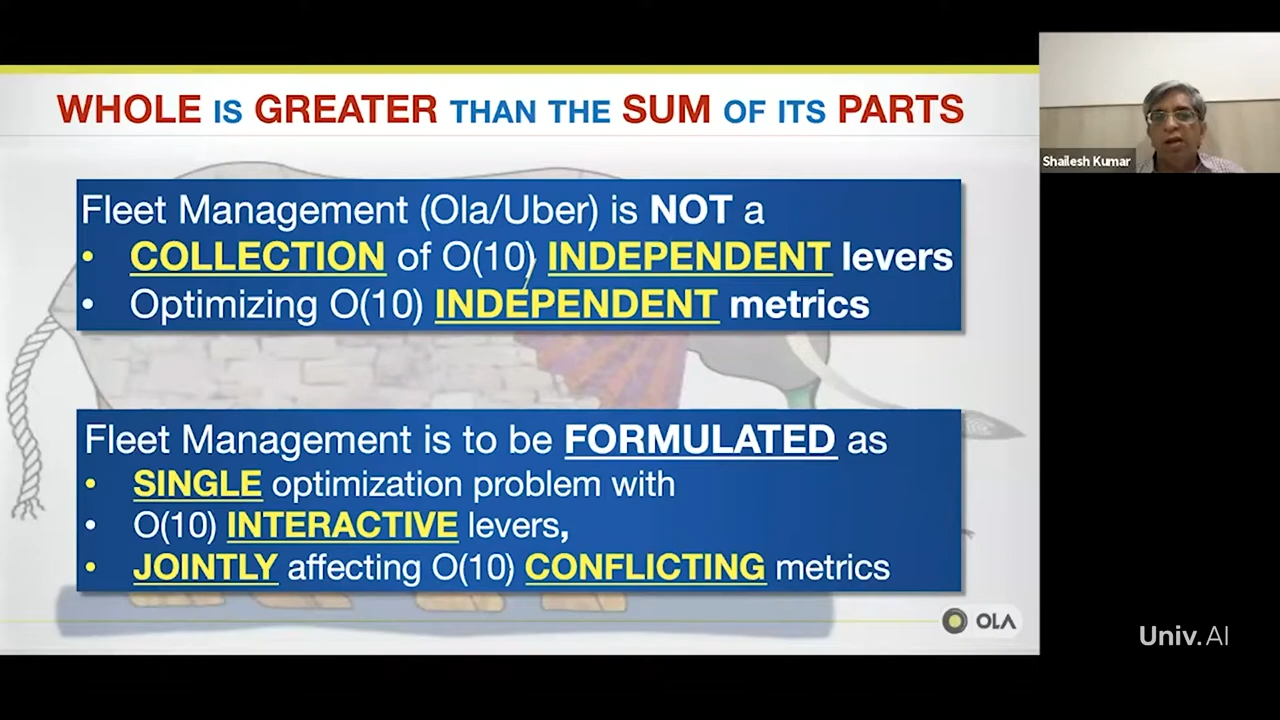 WHOLE IS GREATER THAN THE SUM OF ITS PARTS
Shailesh Kumar
Fleet Management (Ola/Uber) is NOT a
• COLLECTION of O(10) INDEPENDENT levers
• Optimizing O(10) INDEPENDENT metrics
Fleet Management is to be FORMULATED as
• SINGLE optimization problem with
• O(10) INTERACTIVE levers,
• JOINTLY affecting O(10) CONFLICTING metrics
OLA
Univ.AI